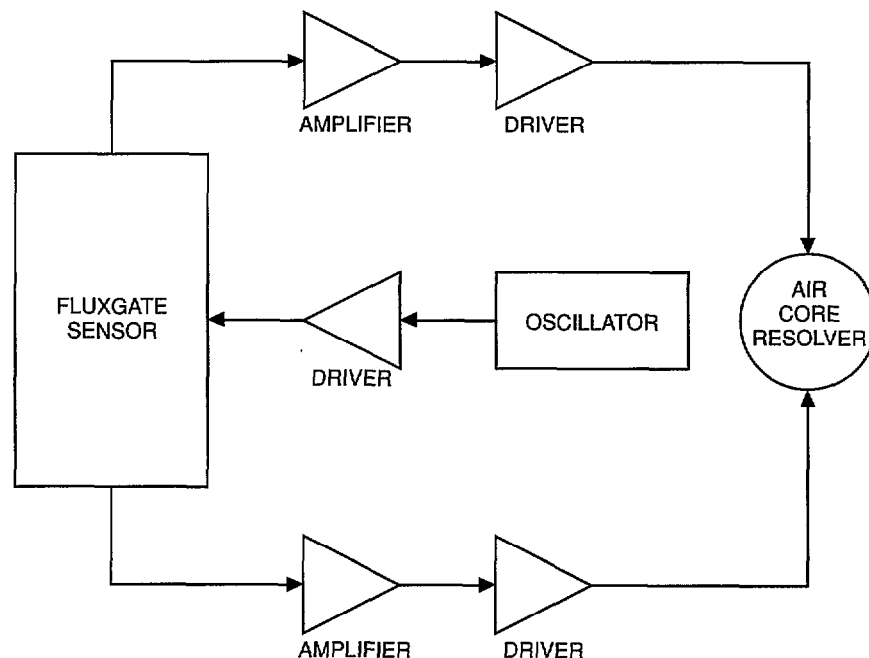 AMPLIFIER
DRIVER
FLUXGATE
SENSOR
DRIVER
OSCILLATOR
AIR
CORE
RESOLVER
AMPLIFIER
DRIVER